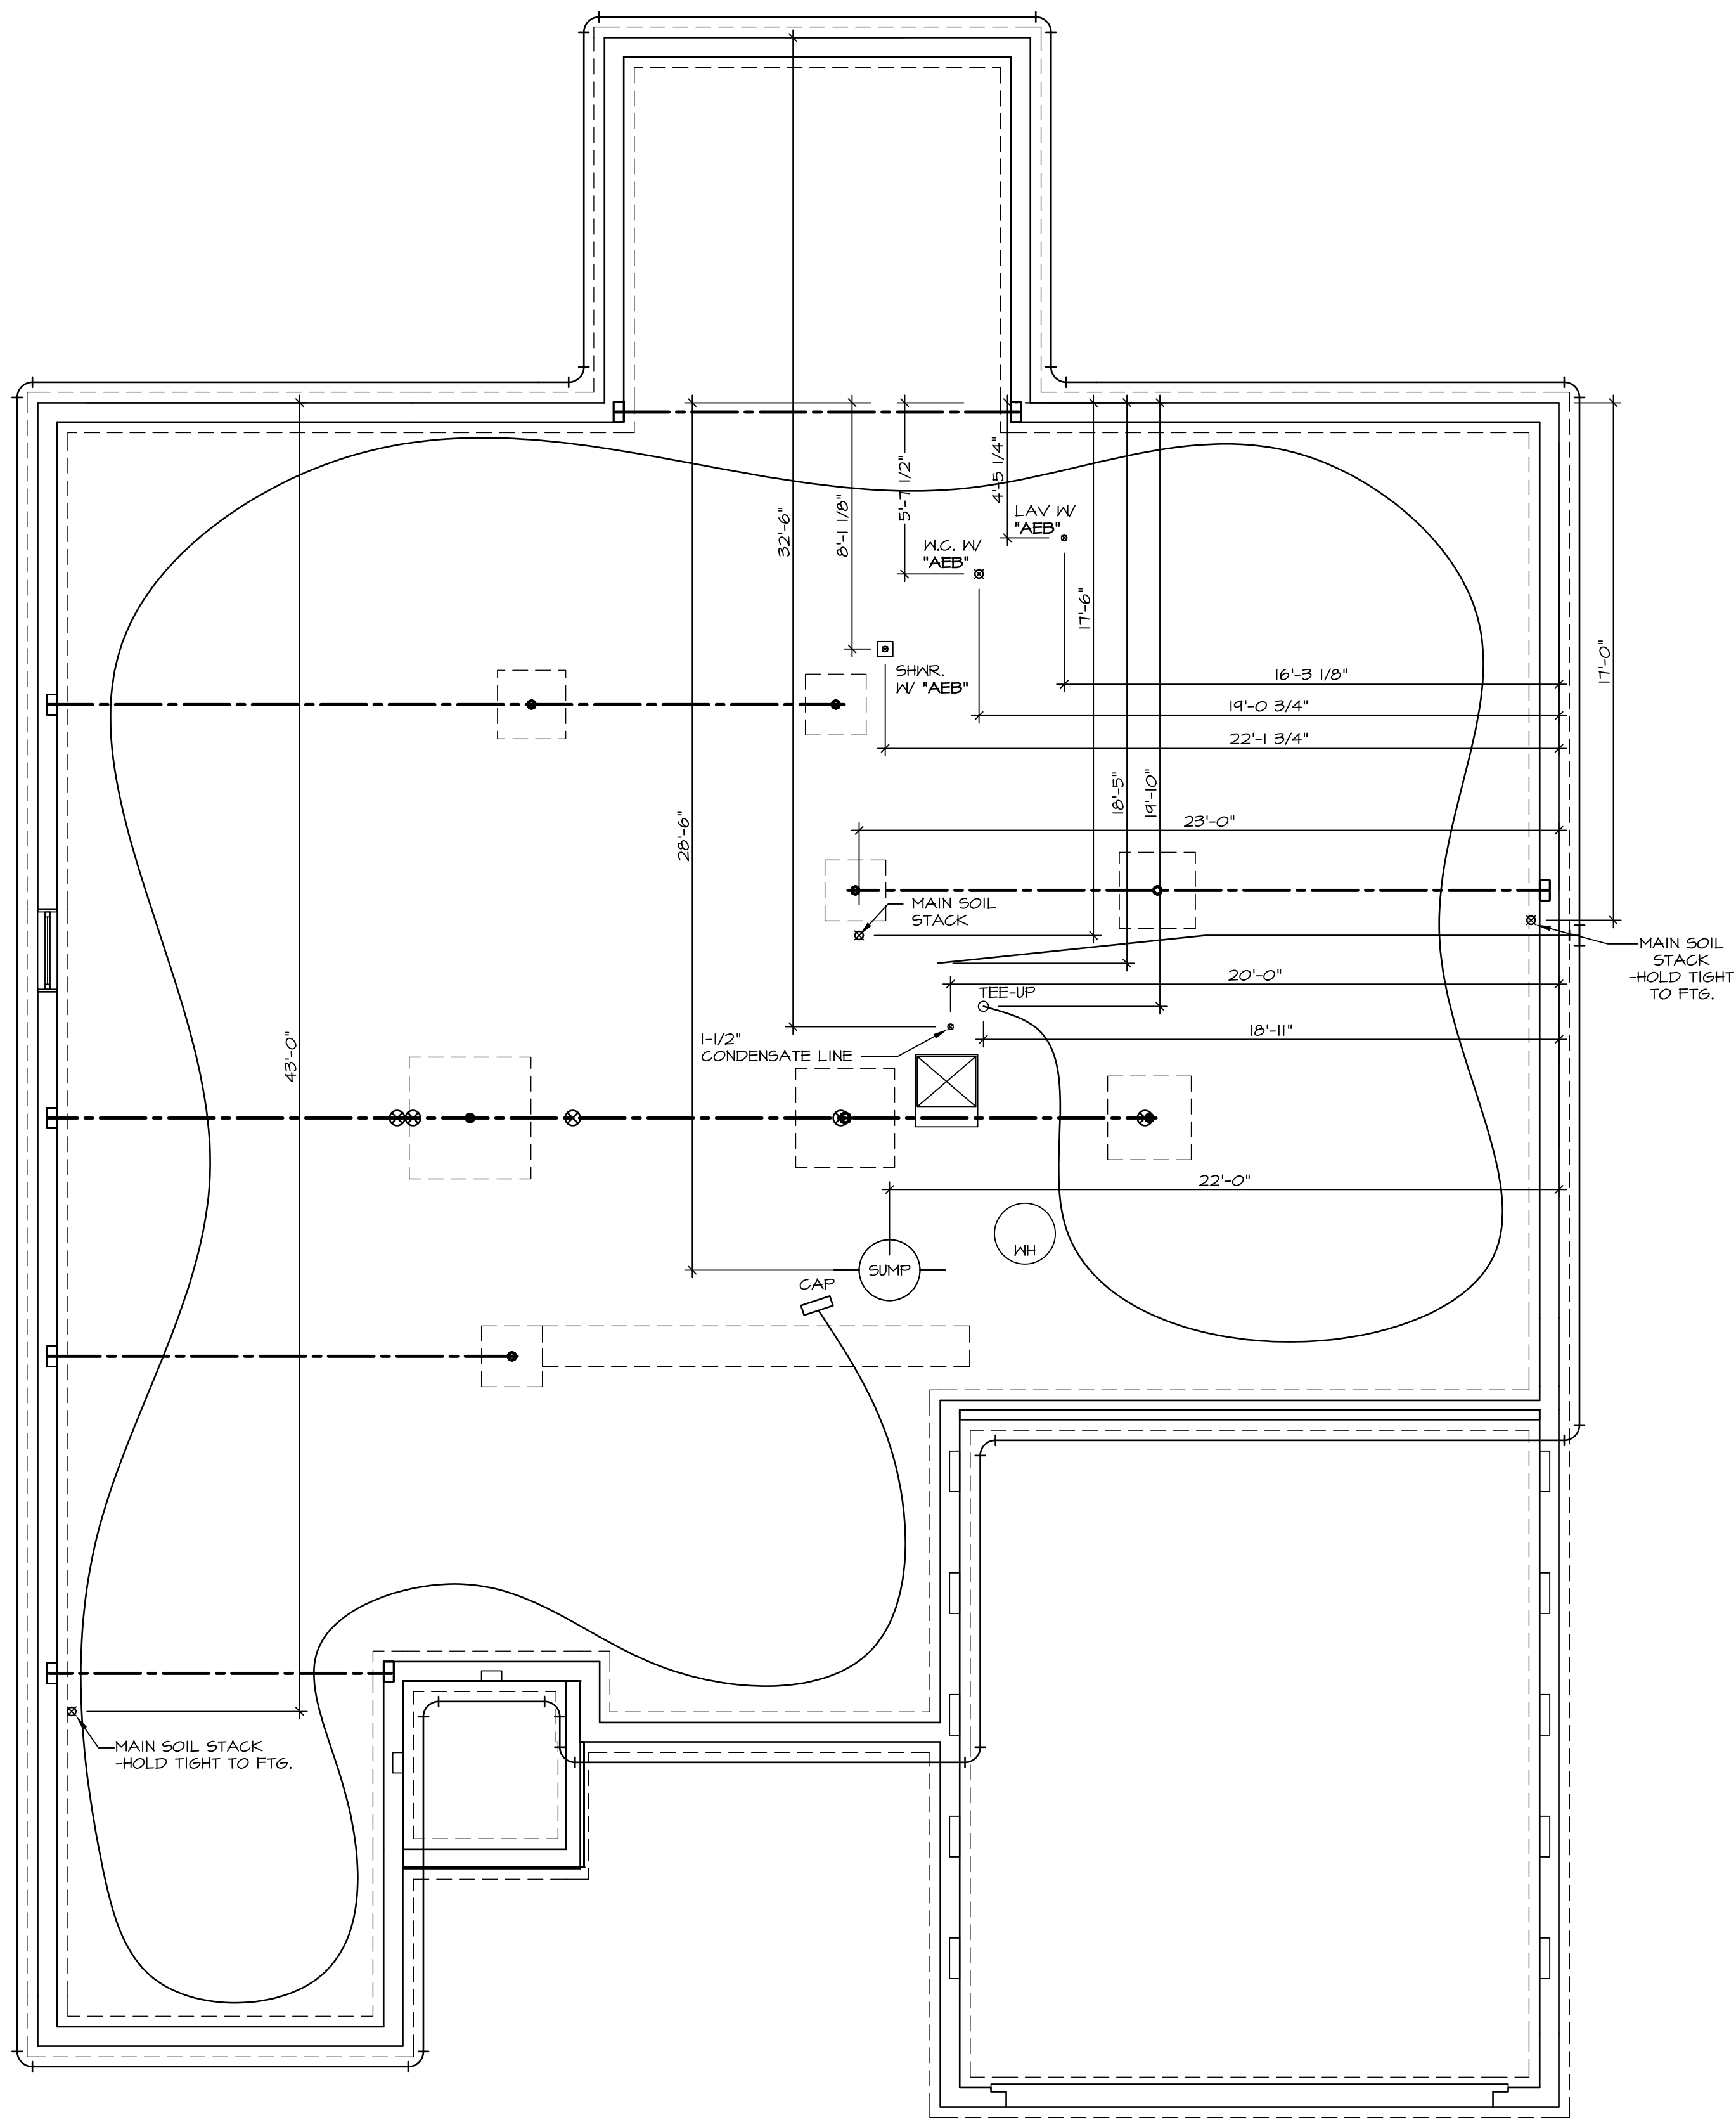 32'-6"
8'-1 1/8"
5'-7 1/2"
4'-5 1/4"
LAV W/
"AEB"
W.C. W/
"AEB"
17'-6"
SHWR.
W/ "AEB"
16'-3 1/8"
17'-0"
19'-0 3/4"
22'-1 3/4"
18'-5"
19'-10"
28'-6"
23'-0"
MAIN SOIL
STACK
MAIN SOIL
STACK
-HOLD TIGHT
TO FTG.
20'-0"
TEE-UP
43'-0"
1-1/2"
CONDENSATE LINE
18'-11"
22'-0"
WH
SUMP
CAP
MAIN SOIL STACK
-HOLD TIGHT TO FTG.